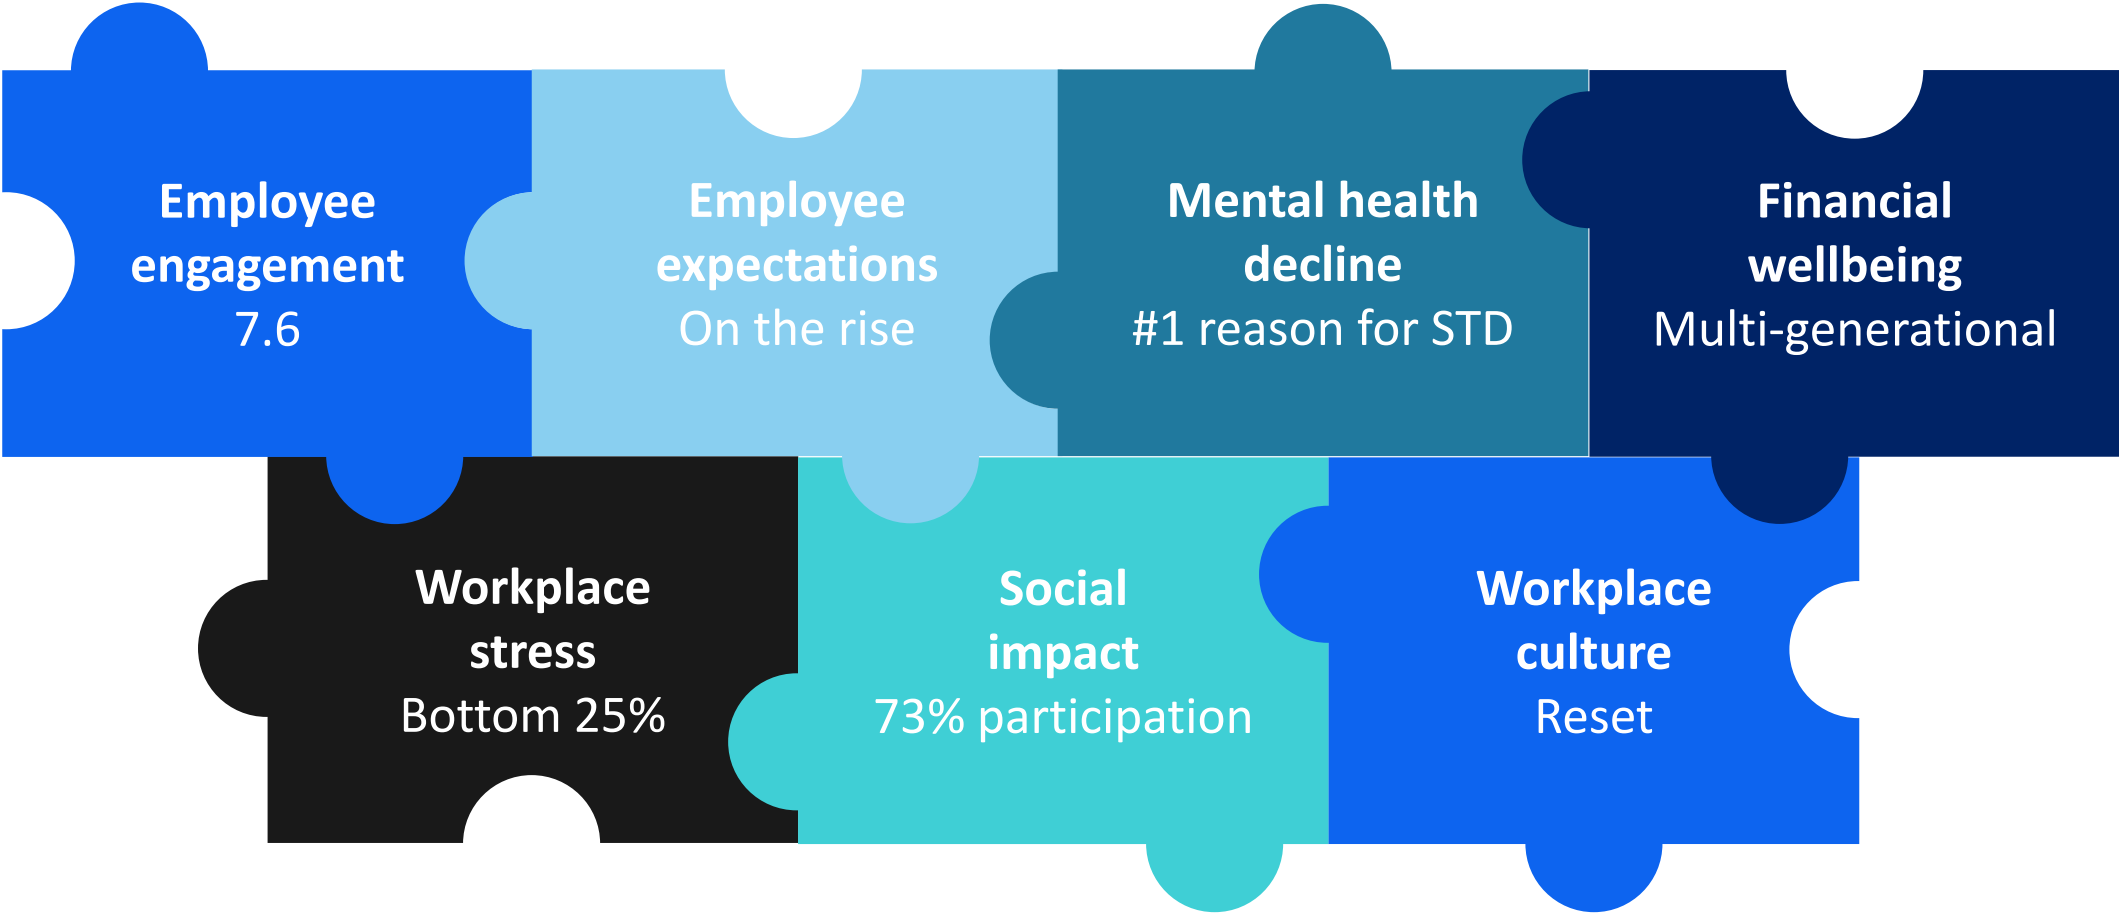 Employee
engagement
7.6
Employee
expectations
On the rise
Mental health
decline
#1 reason for STD
Financial
wellbeing
Multi-generational
Workplace
stress
Bottom 25%
Social
impact
73% participation
Workplace
culture
Reset